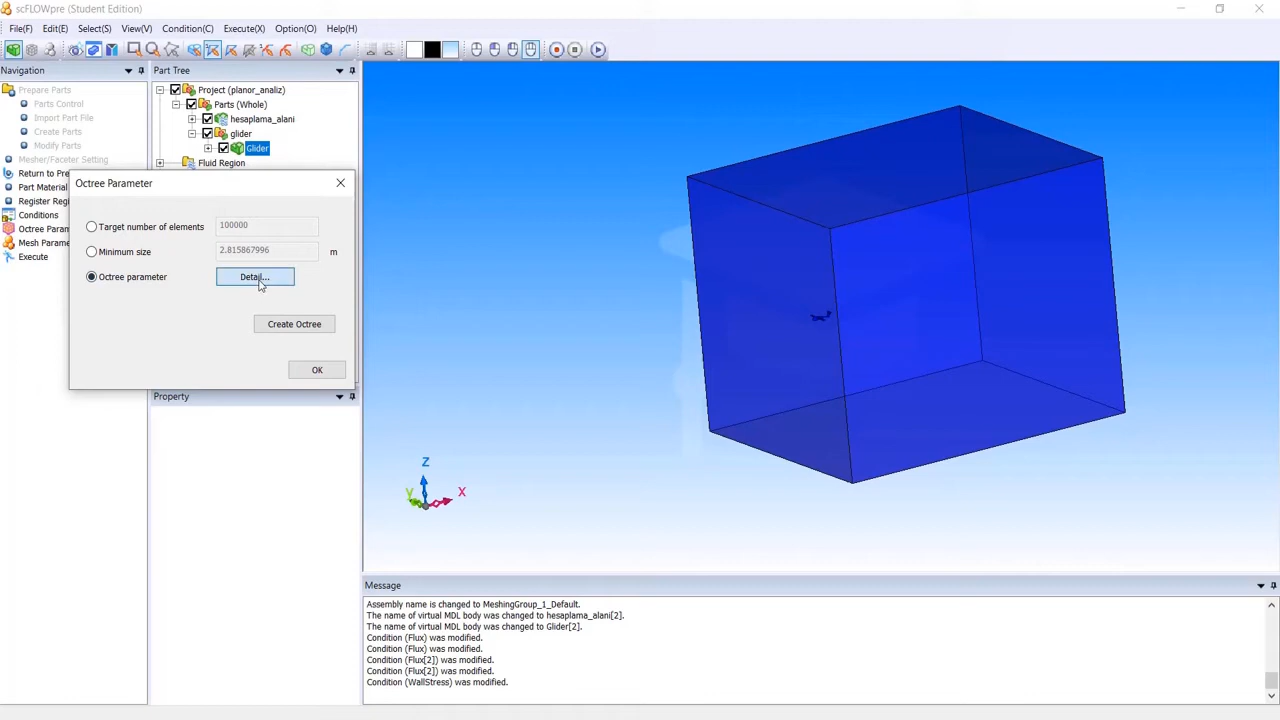 scFLOWpre (Student Edition)
File(F) Edit(E) Select(S) View(V) Condition(C) Execute(X) Option(O) Help(H)
Navigation
Prepare Parts
Parts Control
Import Part File
Create Parts
Modify Parts
Mesher/Faceter Setting
Return to Pre
Part Material
Register Reg
Conditions
Octree Param
Mesh Parame
Execute
Part Tree
Project (planor_analiz)
Parts (Whole)
hesaplama_alani
glider
Glider
Fluid Region
Octree Parameter
Target number of elements 100000
Minimum size 2.815867996 m
Octree parameter Detail...
Create Octree
OK
Property
Z
Y
X
Message
Assembly name is changed to MeshingGroup_1_Default.
The name of virtual MDL body was changed to hesaplama_alani[2].
The name of virtual MDL body was changed to Glider[2].
Condition (Flux) was modified.
Condition (Flux) was modified.
Condition (Flux[2]) was modified.
Condition (Flux[2]) was modified.
Condition (WallStress) was modified.